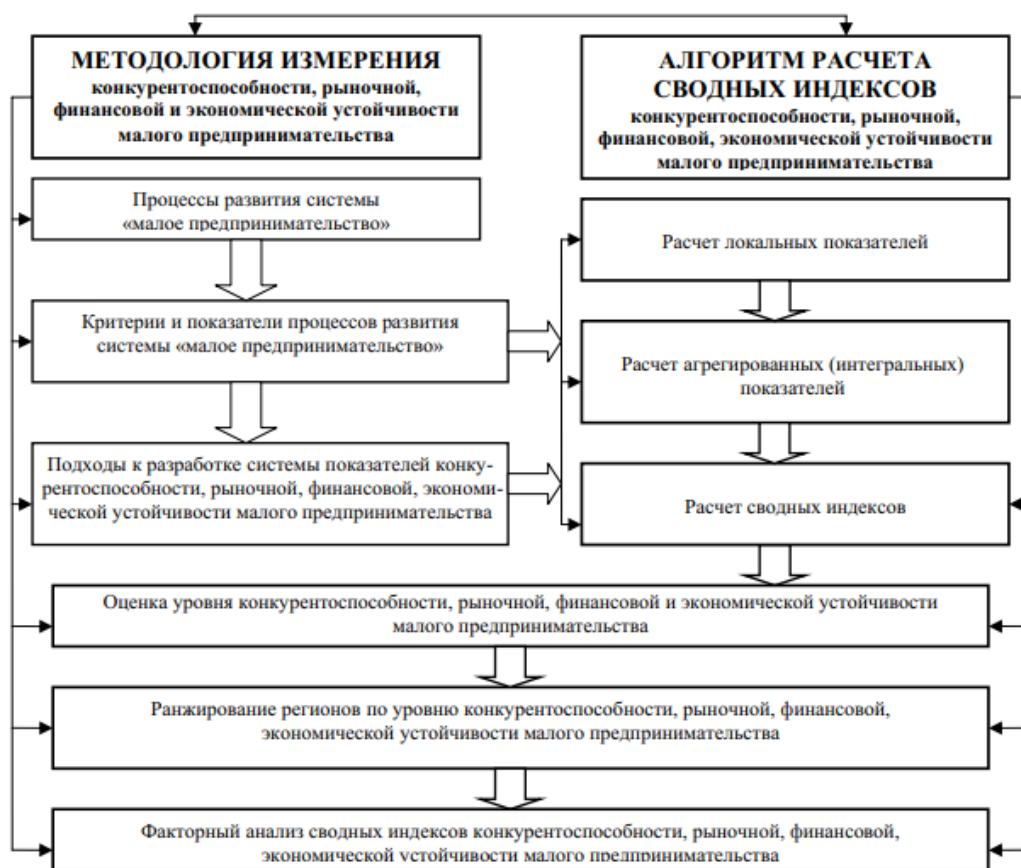 МЕТОДОЛОГИЯ ИЗМЕРЕНИЯ
конкурентоспособности, рыночной,
финансовой и экономической устойчивости
малого предпринимательства
АЛГОРИТМ РАСЧЕТА
СВОДНЫХ ИНДЕКСОВ
конкурентоспособности, рыночной,
финансовой, экономической устойчивости
малого предпринимательства
Процессы развития системы
«малое предпринимательство»
Расчет локальных показателей
Критерии и показатели процессов развития
системы «малое предпринимательство»
Расчет агрегированных (интегральных)
показателей
Подходы к разработке системы показателей конку-
рентоспособности, рыночной, финансовой, экономи-
ческой устойчивости малого предпринимательства
Расчет сводных индексов
Оценка уровня конкурентоспособности, рыночной, финансовой и экономической устойчивости
малого предпринимательства
Ранжирование регионов по уровню конкурентоспособности, рыночной, финансовой,
экономической устойчивости малого предпринимательства
Факторный анализ сводных индексов конкурентоспособности, рыночной, финансовой,
экономической устойчивости малого предпринимательства